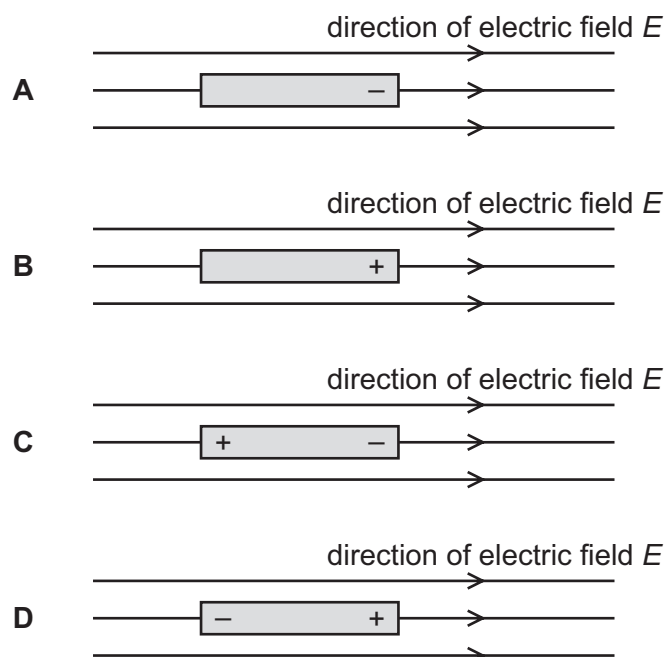 direction of electric field E
A
–
direction of electric field E
B
+
direction of electric field E
C
+ –
direction of electric field E
D
– +